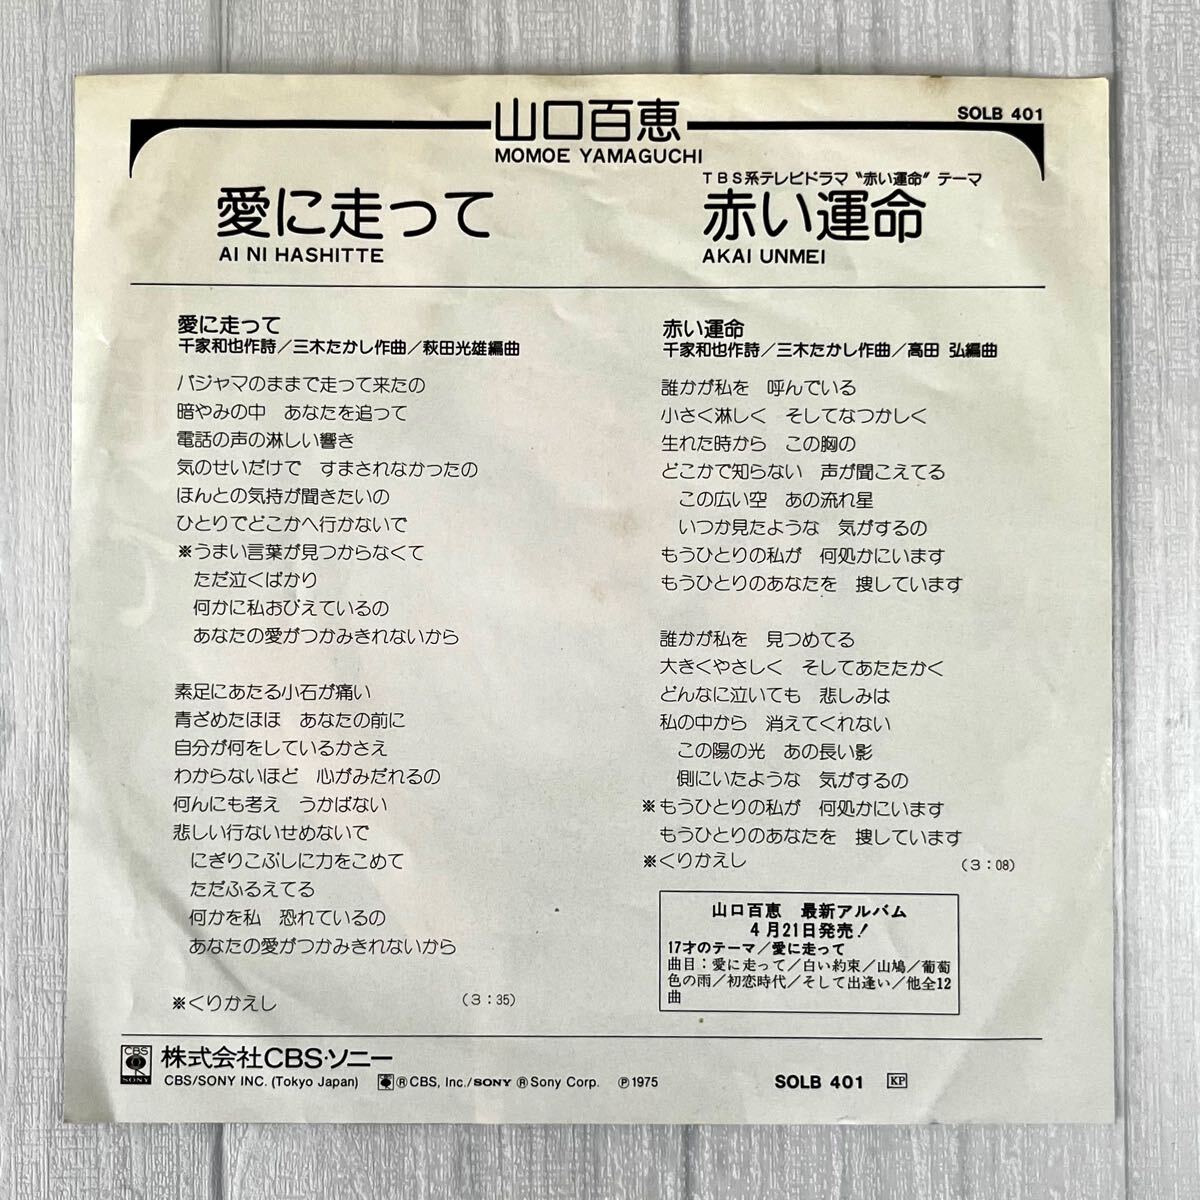 山口百恵
MOMOE YAMAGUCHI
SOLB 401
愛に走って
AI NI HASHITTE
TBS系テレビドラマ〝赤い運命〟テーマ
赤い運命
AKAI UNMEI
愛に走って
千家和也作詩／三木たかし作曲／萩田光雄編曲
パジャマのままで走って来たの
暗やみの中　あなたを追って
電話の声の淋しい響き
気のせいだけで　すまされなかったの
ほんとの気持が聞きたいの
ひとりでどこかへ行かないで
※うまい言葉が見つからなくて
ただ泣くばかり
何かに私おびえているの
あなたの愛がつかみきれないから
素足にあたる小石が痛い
青ざめたほほ　あなたの前に
自分が何をしているかさえ
わからないほど　心がみだれるの
何んにも考え　うかばない
悲しい行ないせめないで
にぎりこぶしに力をこめて
ただふるえてる
何かを私　恐れているの
あなたの愛がつかみきれないから
※くりかえし　（3：35）
赤い運命
千家和也作詩／三木たかし作曲／高田　弘編曲
誰かが私を　呼んでいる
小さく淋しく　そしてなつかしく
生れた時から　この胸の
どこかで知らない　声が聞こえてる
この広い空　あの流れ星
いつか見たような　気がするの
もうひとりの私が　何処かにいます
もうひとりのあなたを　捜しています
誰かが私を　見つめてる
大きくやさしく　そしてあたたかく
どんなに泣いても　悲しみは
私の中から　消えてくれない
この陽の光　あの長い影
側にいたような　気がするの
※もうひとりの私が　何処かにいます
もうひとりのあなたを　捜しています
※くりかえし　（3：08）
山口百恵　最新アルバム
4月21日発売！
17才のテーマ／愛に走って
曲目：愛に走って／白い約束／山鳩／葡萄
色の雨／初恋時代／そして出逢い／他全12
曲
CBS
SONY
株式会社CBS・ソニー
CBS/SONY INC. (Tokyo Japan)　Ⓡ CBS, Inc./SONY Ⓡ Sony Corp.　Ⓟ1975
SOLB 401　KP